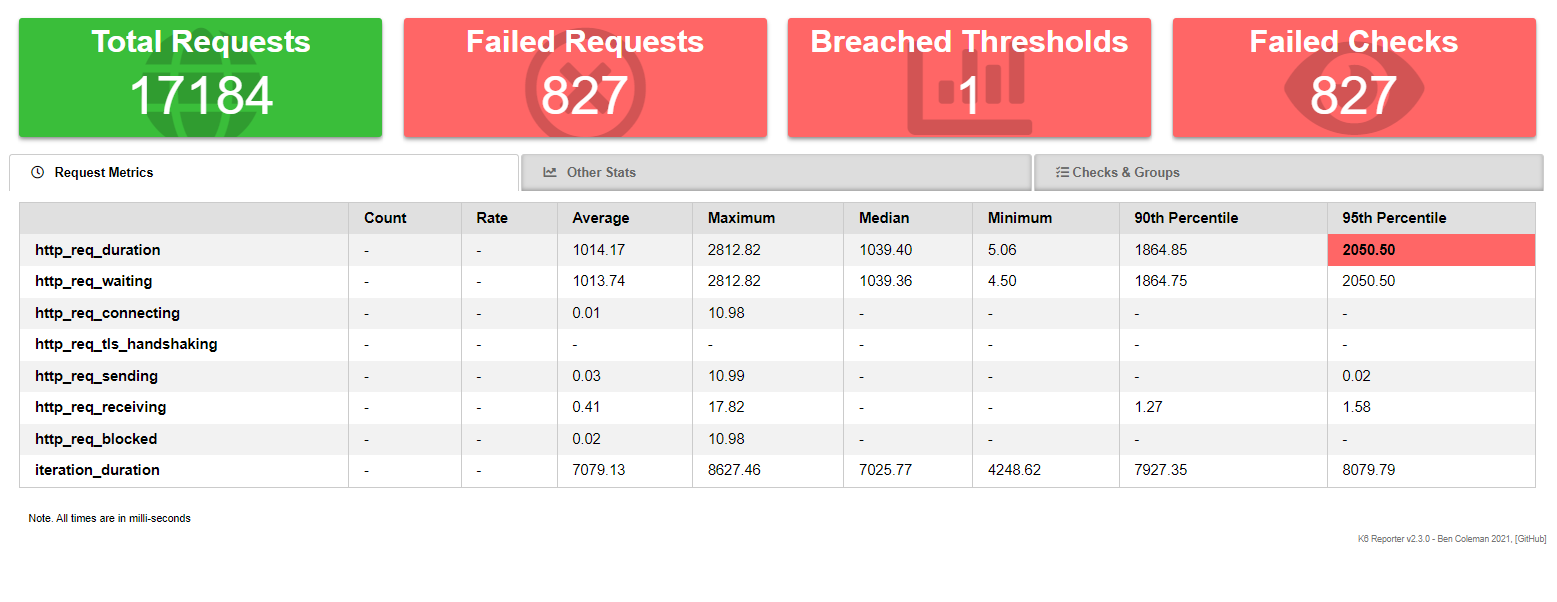 Total Requests Failed Requests Breached Thresholds Failed Checks
17184 827 1 827
Request Metrics Other Stats Checks & Groups
Count Rate Average Maximum Median Minimum 90th Percentile 95th Percentile
http_req_duration - - 1014.17 2812.82 1039.40 5.06 1864.85 2050.50
http_req_waiting - - 1013.74 2812.82 1039.36 4.50 1864.75 2050.50
http_req_connecting - - 0.01 10.98 - - - -
http_req_tls_handshaking - - - - - - - -
http_req_sending - - 0.03 10.99 - - - 0.02
http_req_receiving - - 0.41 17.82 - - 1.27 1.58
http_req_blocked - - 0.02 10.98 - - - -
iteration_duration - - 7079.13 8627.46 7025.77 4248.62 7927.35 8079.79
Note. All times are in milli-seconds
K6 Reporter v2.3.0 - Ben Coleman 2021, [GitHub]